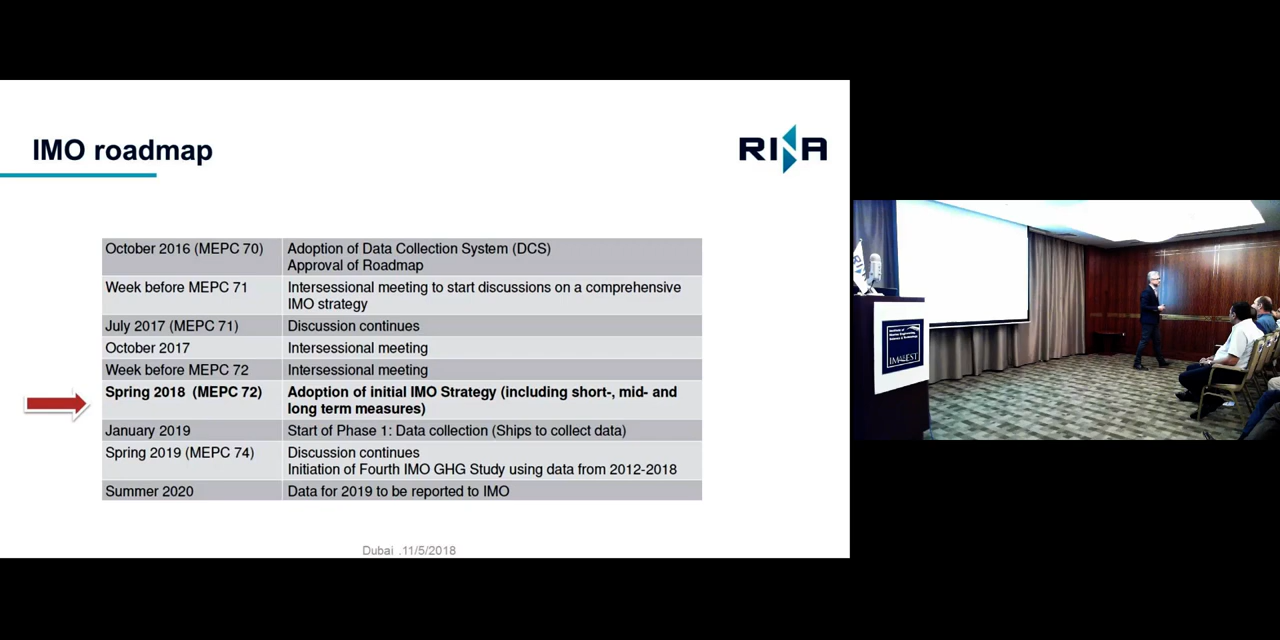 IMO roadmap
RINA
October 2016 (MEPC 70)
Adoption of Data Collection System (DCS)
Approval of Roadmap
Week before MEPC 71
Intersessional meeting to start discussions on a comprehensive
IMO strategy
July 2017 (MEPC 71)
Discussion continues
October 2017
Intersessional meeting
Week before MEPC 72
Intersessional meeting
Spring 2018 (MEPC 72)
Adoption of initial IMO Strategy (including short-, mid- and
long term measures)
January 2019
Start of Phase 1: Data collection (Ships to collect data)
Spring 2019 (MEPC 74)
Discussion continues
Initiation of Fourth IMO GHG Study using data from 2012-2018
Summer 2020
Data for 2019 to be reported to IMO
Dubai .11/5/2018
IMAREST